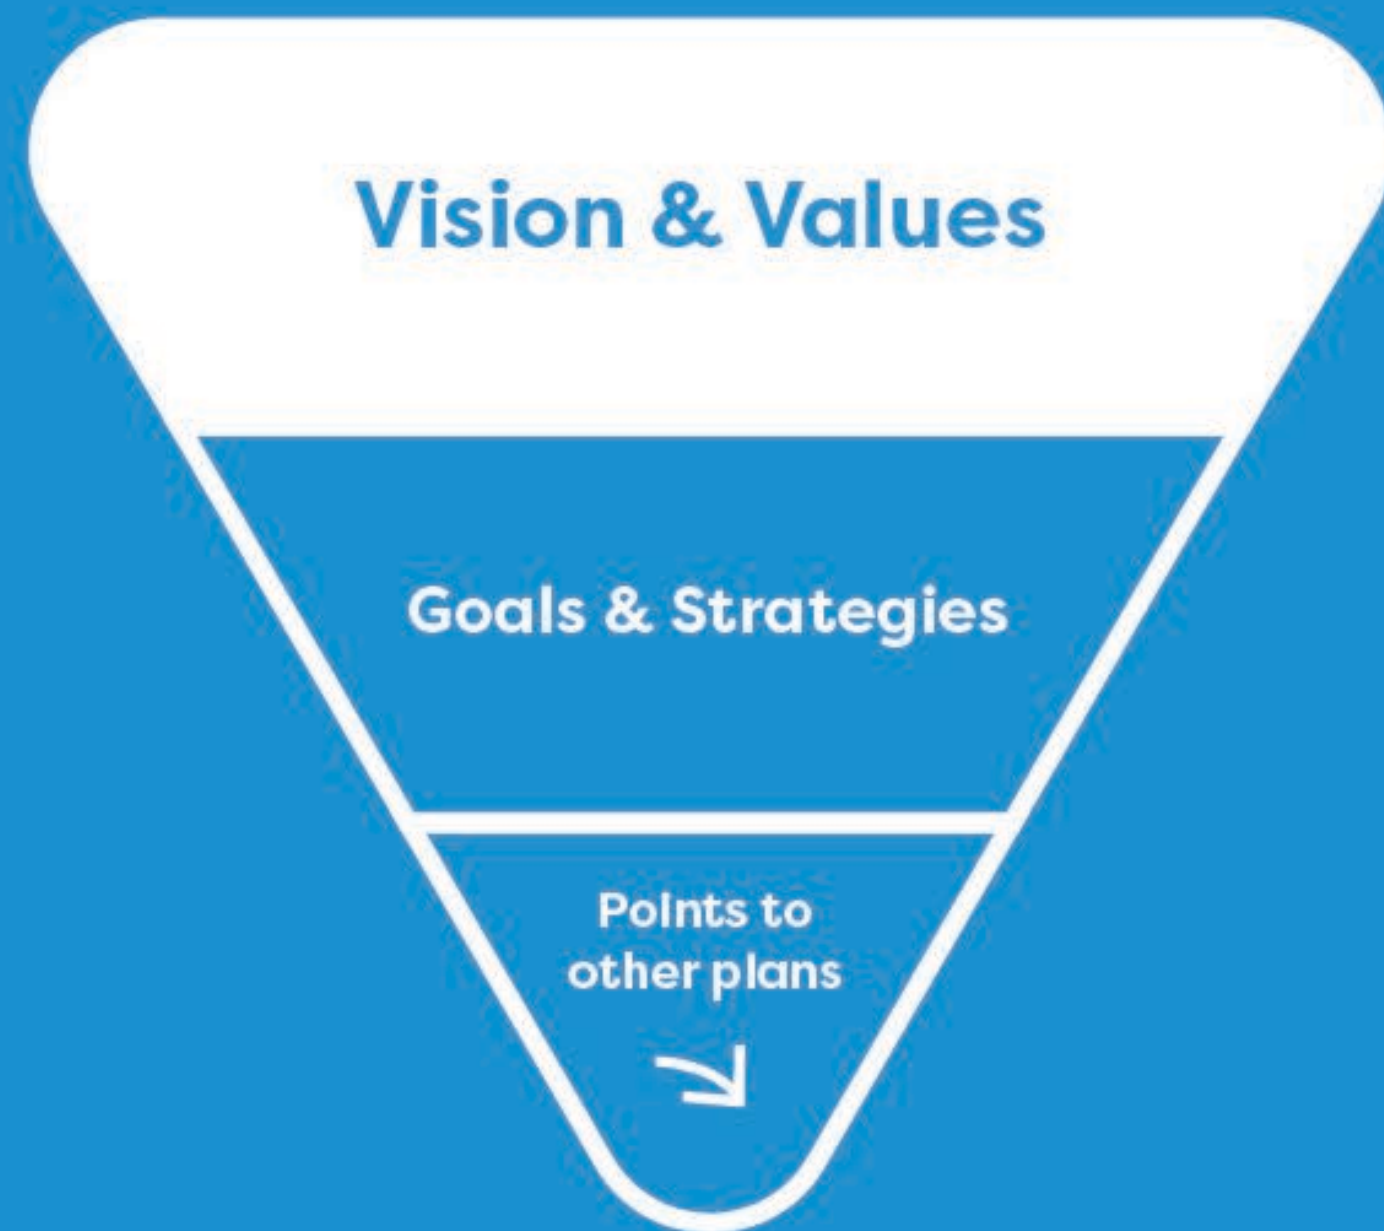 Vision & Values
Goals & Strategies
Points to
other plans